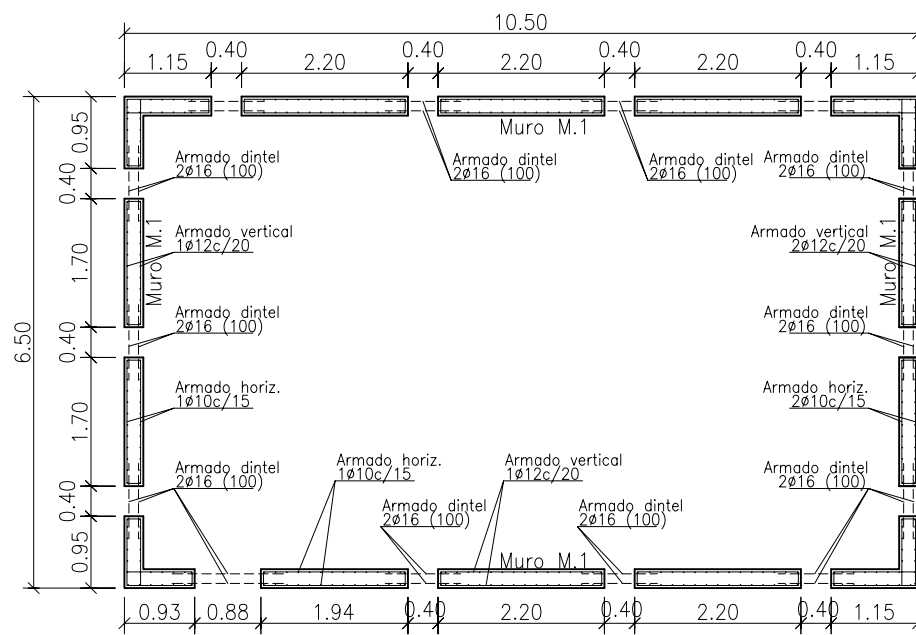 10.50
0.40 0.40 0.40 0.40
1.15 2.20 2.20 2.20 1.15
Muro M.1
0.95
0.40
1.70
0.40
1.70
0.40
0.95
6.50
Armado dintel
2ø16 (100)
Armado dintel
2ø16 (100)
Armado dintel
2ø16 (100)
Armado dintel
2ø16 (100)
Muro M.1
Armado vertical
1ø12c/20
Armado vertical
2ø12c/20
Muro M.1
Armado dintel
2ø16 (100)
Armado dintel
2ø16 (100)
Armado horiz.
1ø10c/15
Armado horiz.
2ø10c/15
Armado dintel
2ø16 (100)
Armado horiz.
1ø10c/15
Armado vertical
1ø12c/20
Armado dintel
2ø16 (100)
Armado dintel
2ø16 (100)
Armado dintel
2ø16 (100)
Muro M.1
0.93 0.88 1.94 0.40 2.20 0.40 2.20 0.40 1.15